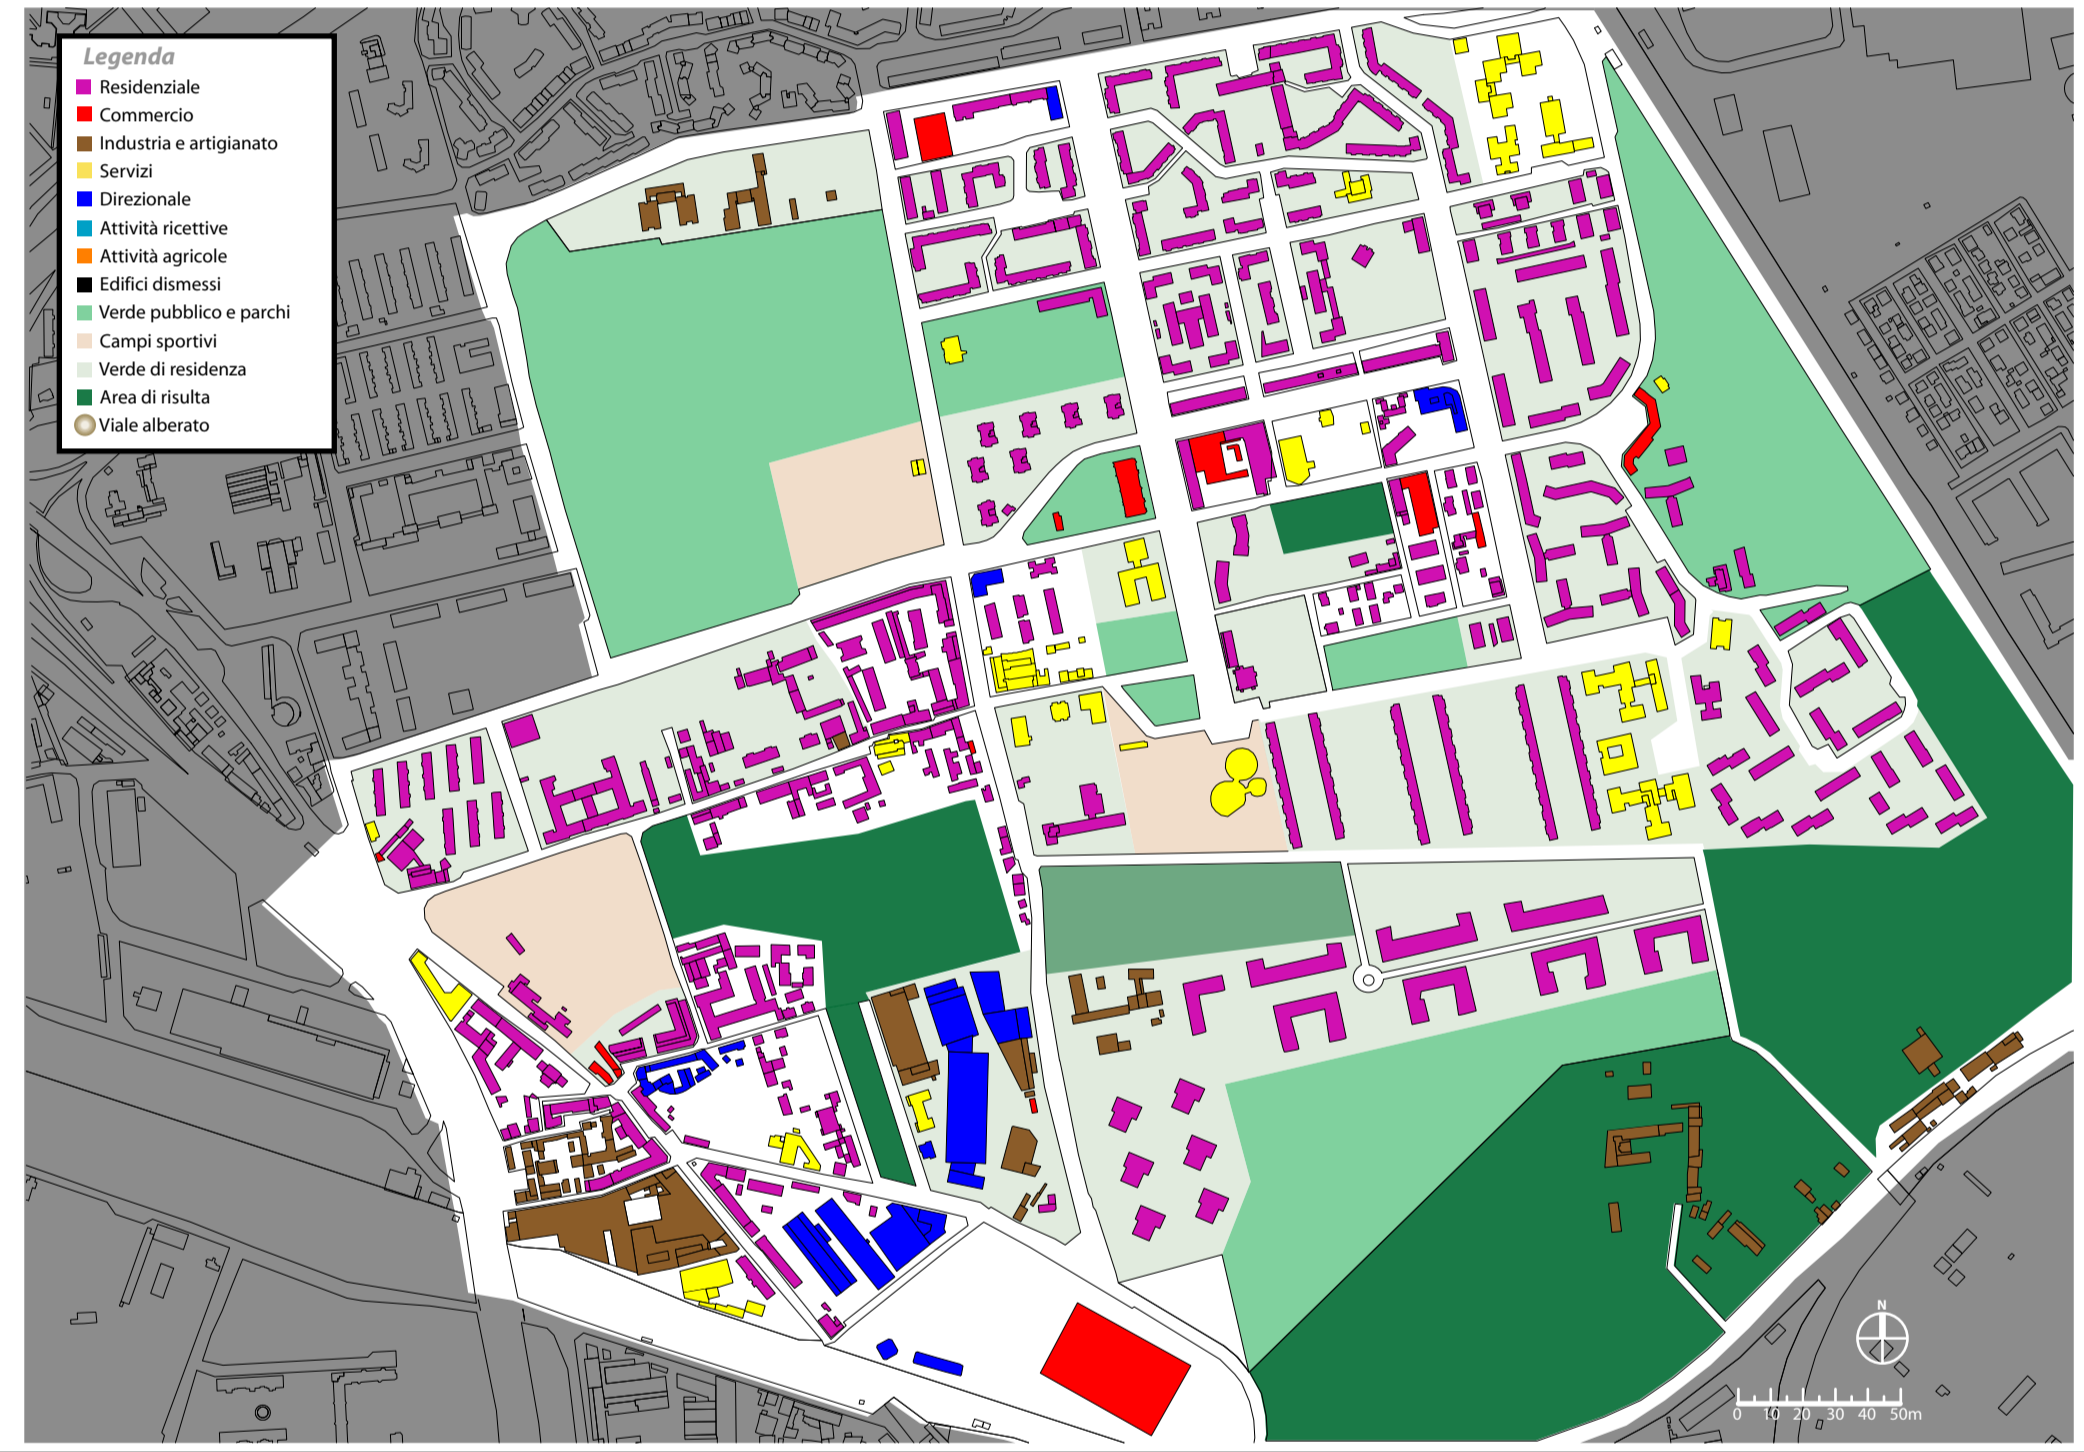 Legenda
Residenziale
Commercio
Industria e artigianato
Servizi
Direzionale
Attività ricettive
Attività agricole
Edifici dismessi
Verde pubblico e parchi
Campi sportivi
Verde di residenza
Area di risulta
Viale alberato
N
0 10 20 30 40 50m